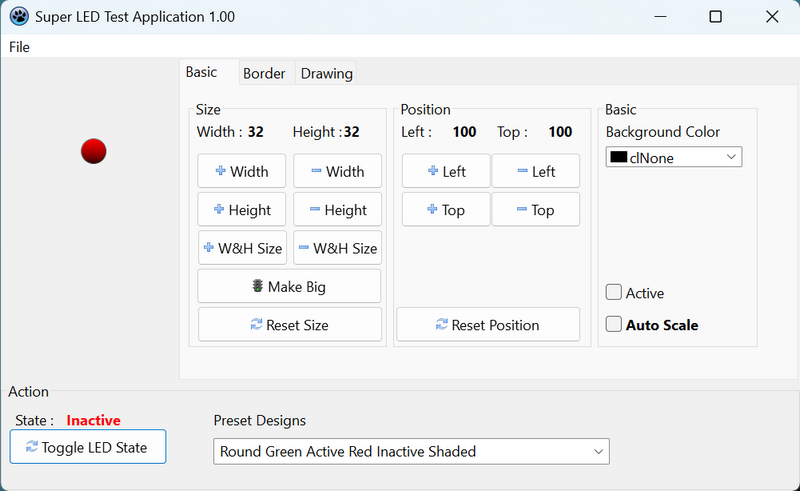 Super LED Test Application 1.00
File
Basic Border Drawing
Size Position Basic
Width : 32 Height : 32 Left : 100 Top : 100 Background Color
clNone
Width Width Left Left
Height Height Top Top
W&H Size W&H Size
Make Big
Active
Reset Size Reset Position Auto Scale
Action
State : Inactive Preset Designs
Toggle LED State Round Green Active Red Inactive Shaded